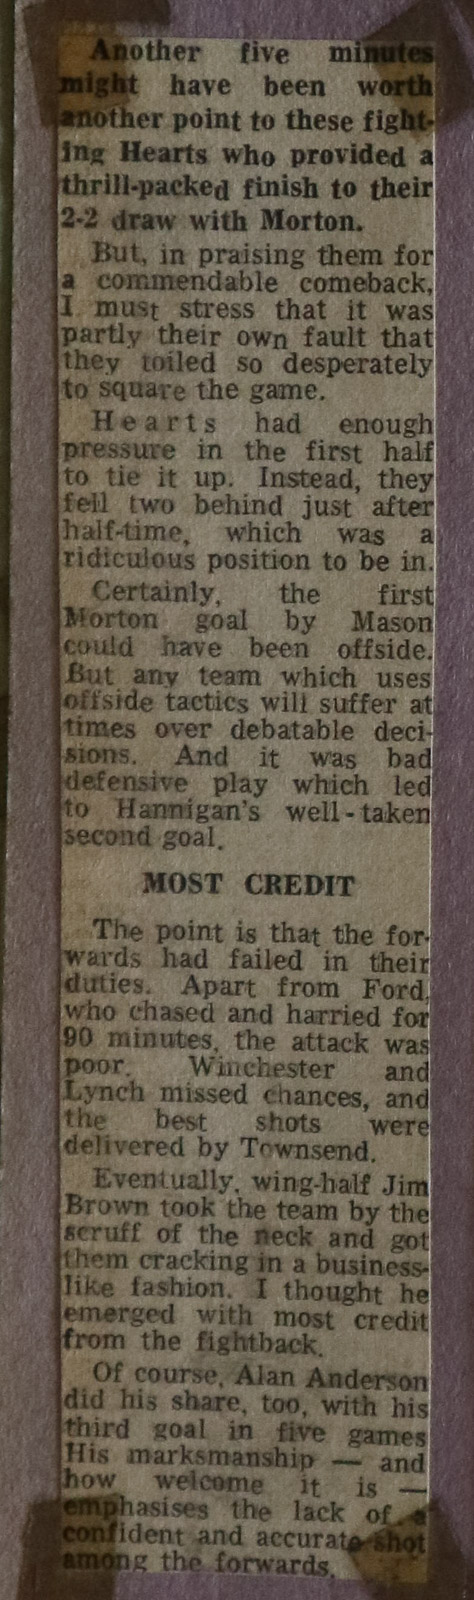 Another five minutes
might have been worth
another point to these fight-
ing Hearts who provided a
thrill-packed finish to their
2-2 draw with Morton.
But, in praising them for
a commendable comeback,
I must stress that it was
partly their own fault that
they toiled so desperately
to square the game.
Hearts had enough
pressure in the first half
to tie it up. Instead, they
fell two behind just after
half-time, which was a
ridiculous position to be in.
Certainly, the first
Morton goal by Mason
could have been offside.
But any team which uses
offside tactics will suffer at
times over debatable deci-
sions. And it was bad
defensive play which led
to Hannigan's well-taken
second goal.
MOST CREDIT
The point is that the for-
wards had failed in their
duties. Apart from Ford,
who chased and harried for
90 minutes, the attack was
poor. Winchester and
Lynch missed chances, and
the best shots were
delivered by Townsend.
Eventually, wing-half Jim
Brown took the team by the
scruff of the neck and got
them cracking in a business-
like fashion. I thought he
emerged with most credit
from the fightback.
Of course, Alan Anderson
did his share, too, with his
third goal in five games
His marksmanship — and
how welcome it is —
emphasises the lack of a
confident and accurate shot
among the forwards.